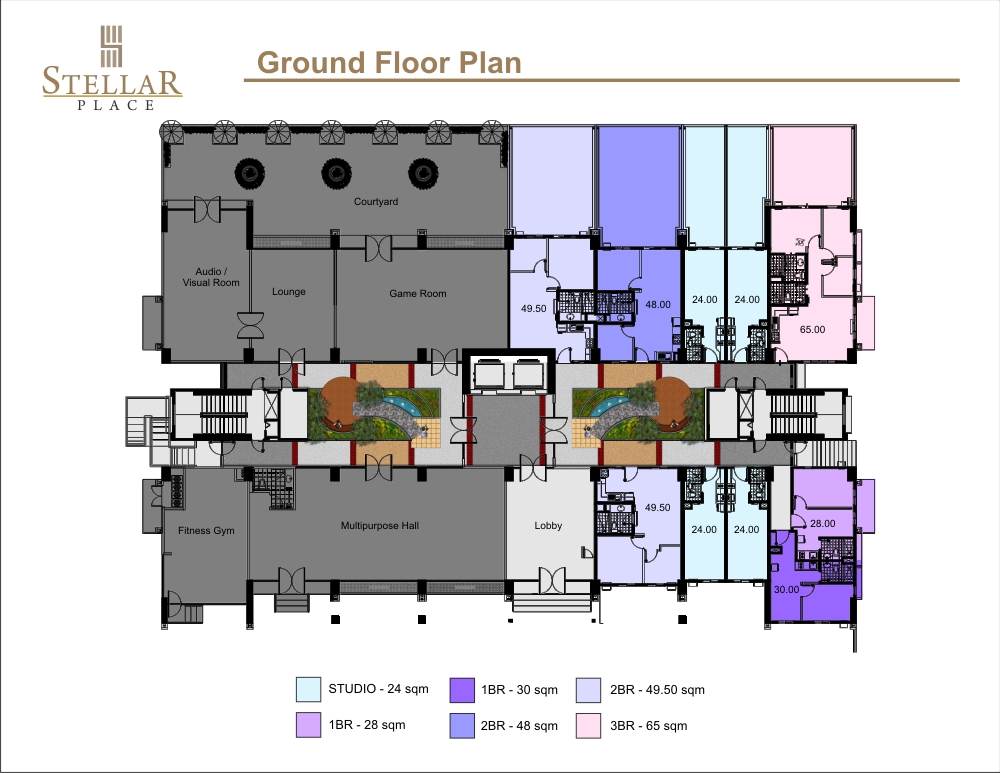 STELLAR
PLACE
Ground Floor Plan
Courtyard
Audio /
Visual Room
Lounge
Game Room
49.50
48.00
24.00
24.00
65.00
Fitness Gym
Multipurpose Hall
Lobby
49.50
24.00
24.00
28.00
30.00
STUDIO - 24 sqm
1BR - 30 sqm
2BR - 49.50 sqm
1BR - 28 sqm
2BR - 48 sqm
3BR - 65 sqm